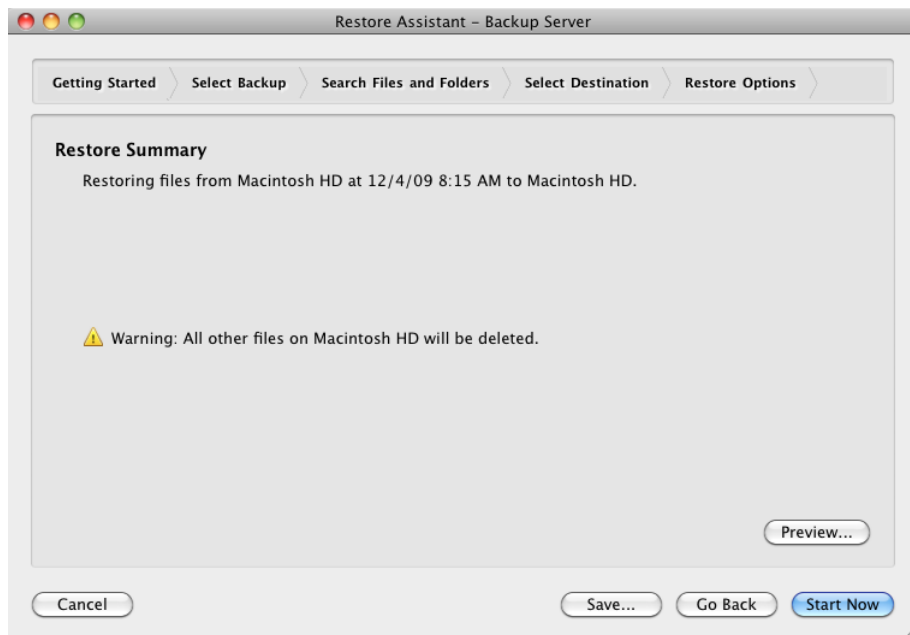 Restore Assistant – Backup Server
Getting Started Select Backup Search Files and Folders Select Destination Restore Options
Restore Summary
Restoring files from Macintosh HD at 12/4/09 8:15 AM to Macintosh HD.
Warning: All other files on Macintosh HD will be deleted.
Preview...
Cancel Save... Go Back Start Now